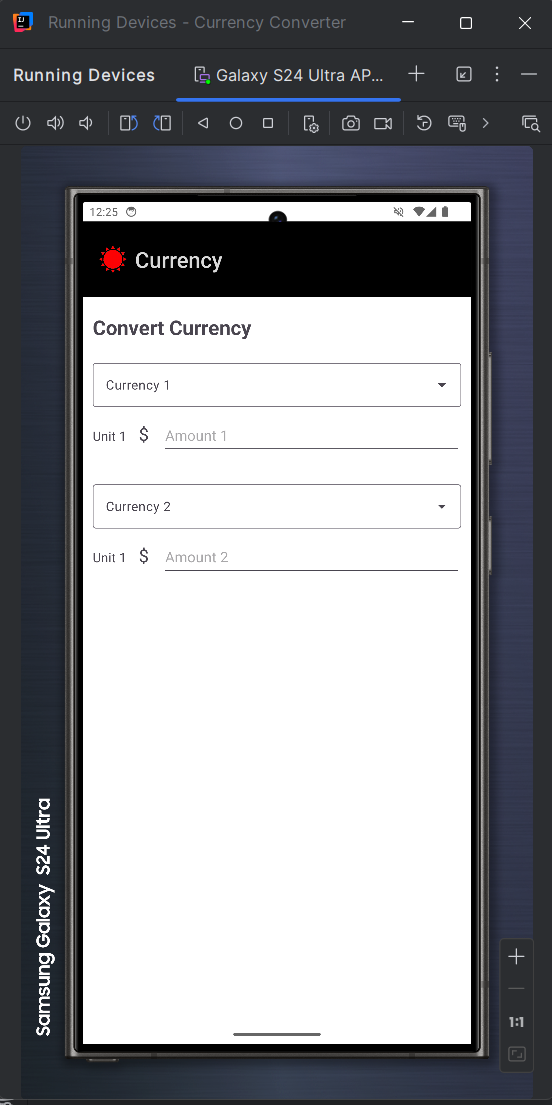 Running Devices - Currency Converter
Running Devices
Galaxy S24 Ultra AP...
12:25
Currency
Convert Currency
Currency 1
Unit 1 $ Amount 1
Currency 2
Unit 1 $ Amount 2
Samsung Galaxy S24 Ultra
1:1